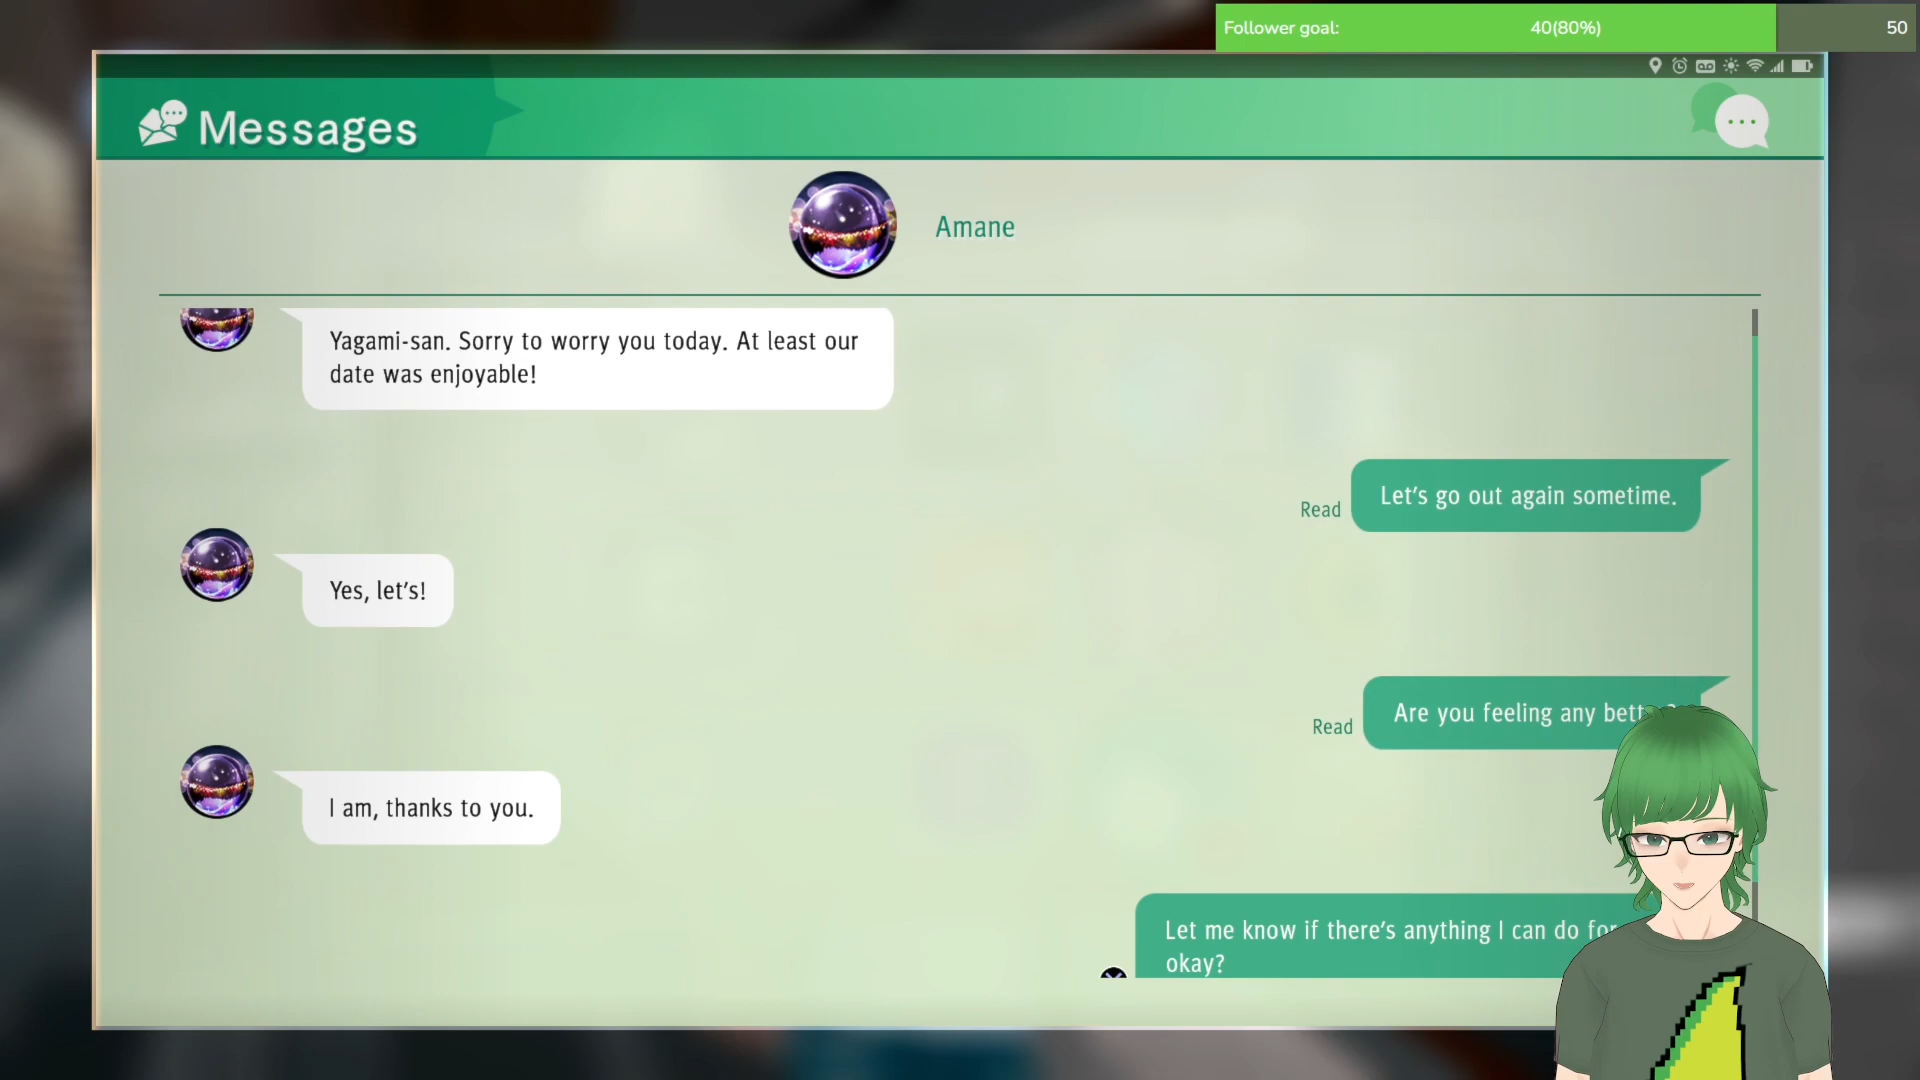 Follower goal: 40(80%) 50
Messages
Amane
Yagami-san. Sorry to worry you today. At least our
date was enjoyable!
Let's go out again sometime.
Read
Yes, let's!
Are you feeling any
Read
I am, thanks to you.
Let me know if there's anything I can do for
okay?